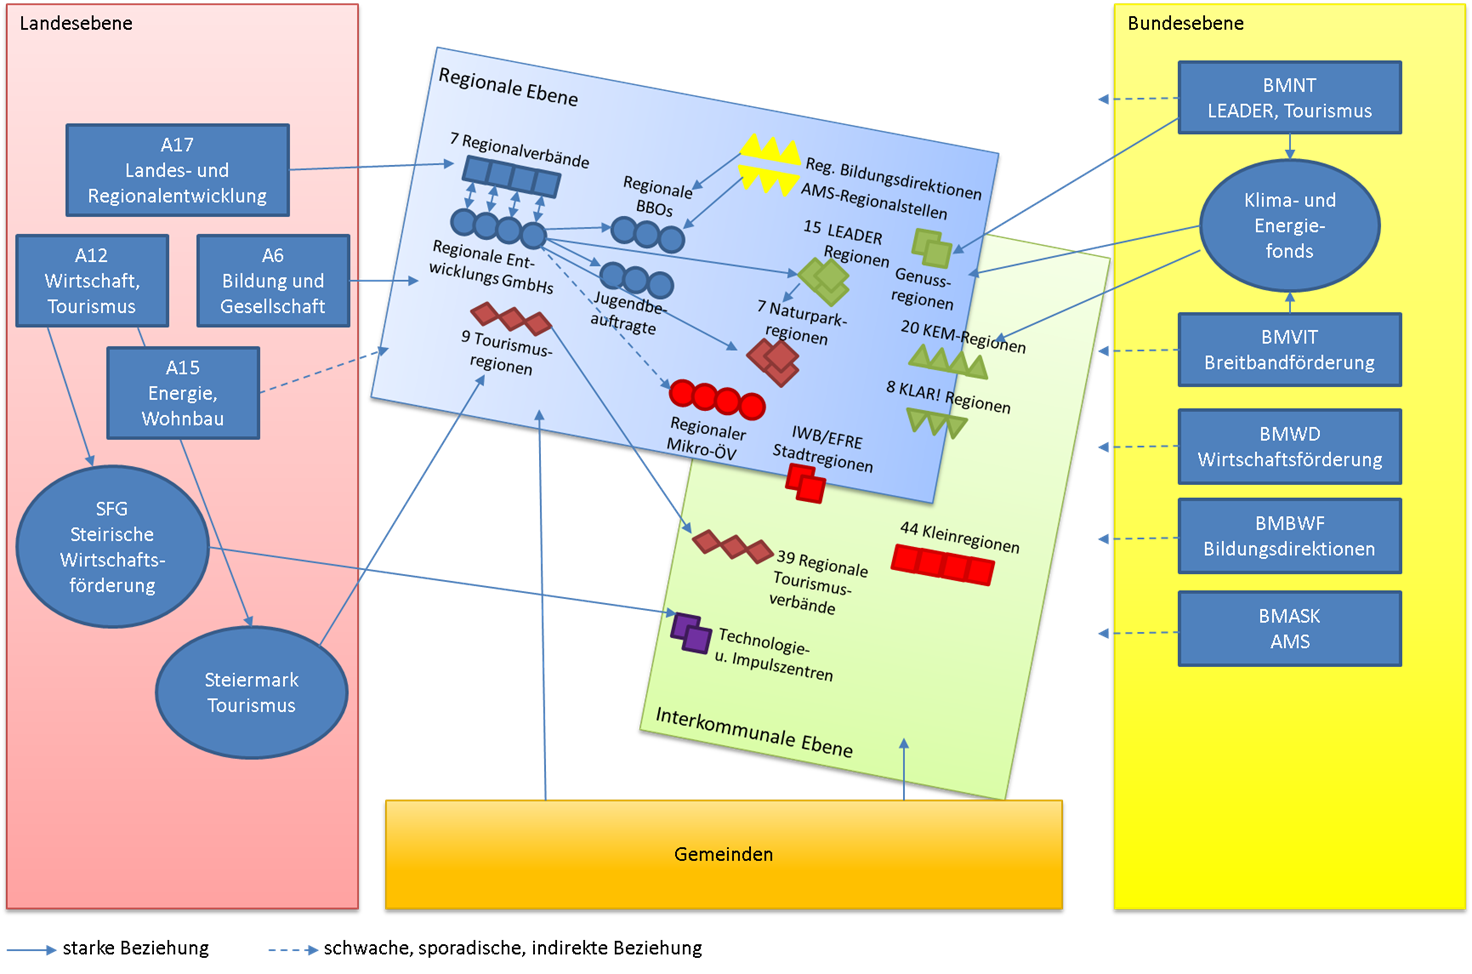 Landesebene
A17
Landes- und
Regionalentwicklung
A12
Wirtschaft,
Tourismus
A6
Bildung und
Gesellschaft
A15
Energie,
Wohnbau
SFG
Steirische
Wirtschafts-
förderung
Steiermark
Tourismus
Regionale Ebene
7 Regionalverbände
Regionale
BBOs
Reg. Bildungsdirektionen
AMS-Regionalstellen
Regionale Ent-
wicklungs GmbHs
Jugendbe-
auftragte
15 LEADER
Regionen
Genuss-
regionen
7 Naturpark-
regionen
9 Tourismus-
regionen
20 KEM-Regionen
8 KLAR! Regionen
Regionaler
Mikro-ÖV
IWB/EFRE
Stadtregionen
44 Kleinregionen
39 Regionale
Tourismus-
verbände
Technologie-
u. Impulszentren
Interkommunale Ebene
Gemeinden
Bundesebene
BMNT
LEADER, Tourismus
Klima- und
Energie-
fonds
BMVIT
Breitbandförderung
BMWD
Wirtschaftsförderung
BMBWF
Bildungsdirektionen
BMASK
AMS
starke Beziehung
schwache, sporadische, indirekte Beziehung